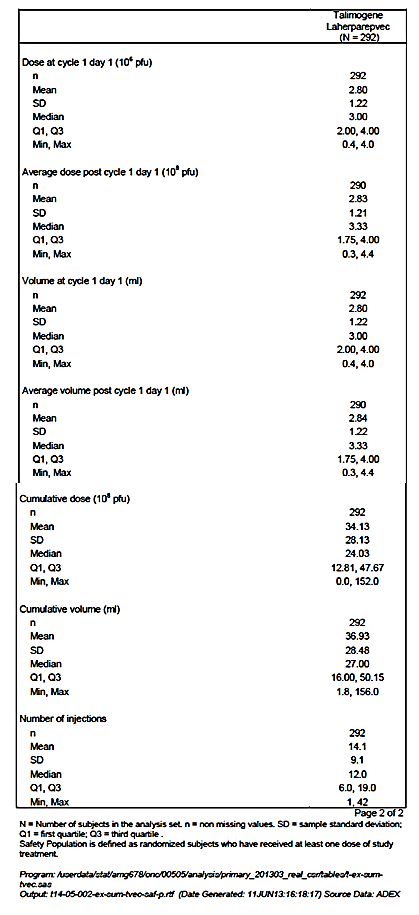 Talimogene
Laherparepvec
(N = 292)
Dose at cycle 1 day 1 (10⁶ pfu)
n 292
Mean 2.80
SD 1.22
Median 3.00
Q1, Q3 2.00, 4.00
Min, Max 0.4, 4.0
Average dose post cycle 1 day 1 (10⁸ pfu)
n 290
Mean 2.83
SD 1.21
Median 3.33
Q1, Q3 1.75, 4.00
Min, Max 0.3, 4.4
Volume at cycle 1 day 1 (ml)
n 292
Mean 2.80
SD 1.22
Median 3.00
Q1, Q3 2.00, 4.00
Min, Max 0.4, 4.0
Average volume post cycle 1 day 1 (ml)
n 290
Mean 2.84
SD 1.22
Median 3.33
Q1, Q3 1.75, 4.00
Min, Max 0.3, 4.4
Cumulative dose (10⁸ pfu)
n 292
Mean 34.13
SD 28.13
Median 24.03
Q1, Q3 12.81, 47.67
Min, Max 0.0, 152.0
Cumulative volume (ml)
n 292
Mean 36.93
SD 28.48
Median 27.00
Q1, Q3 16.00, 50.15
Min, Max 1.8, 156.0
Number of injections
n 292
Mean 14.1
SD 9.1
Median 12.0
Q1, Q3 6.0, 19.0
Min, Max 1, 42
Page 2 of 2
N = Number of subjects in the analysis set. n = non missing values. SD = sample standard deviation;
Q1 = first quartile; Q3 = third quartile .
Safety Population is defined as randomized subjects who have received at least one dose of study
treatment.
Program: /userdata/stat/amg678/onc/00505/analysis/primary_201303_real_csr/tables/t-ex-sum-
tvec.sas
Output: t14-05-002-ex-sum-tvec-saf-p.rtf (Date Generated: 11JUN13:16:18:17) Source Data: ADEX